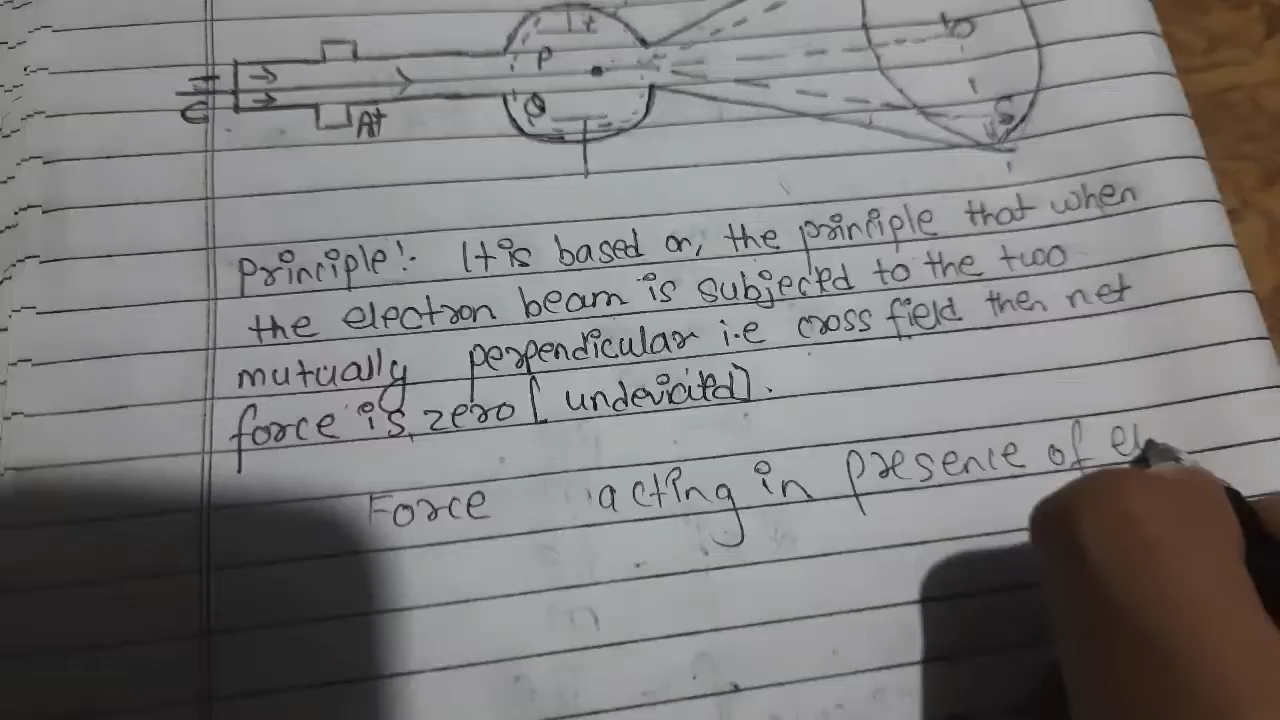 P
Q
C
A+
Principle:- It is based on, the principle that when
the electron beam is subjected to the two
mutually perpendicular i.e cross field then net
force is zero [undeviated].
Force acting in presence of